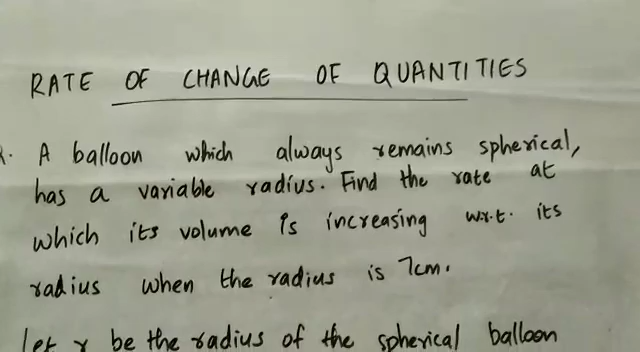 RATE OF CHANGE OF QUANTITIES
A balloon which always remains spherical,
has a variable radius. Find the rate at
which its volume is increasing w.r.t. its
radius when the radius is 7cm.
let r be the radius of the spherical balloon